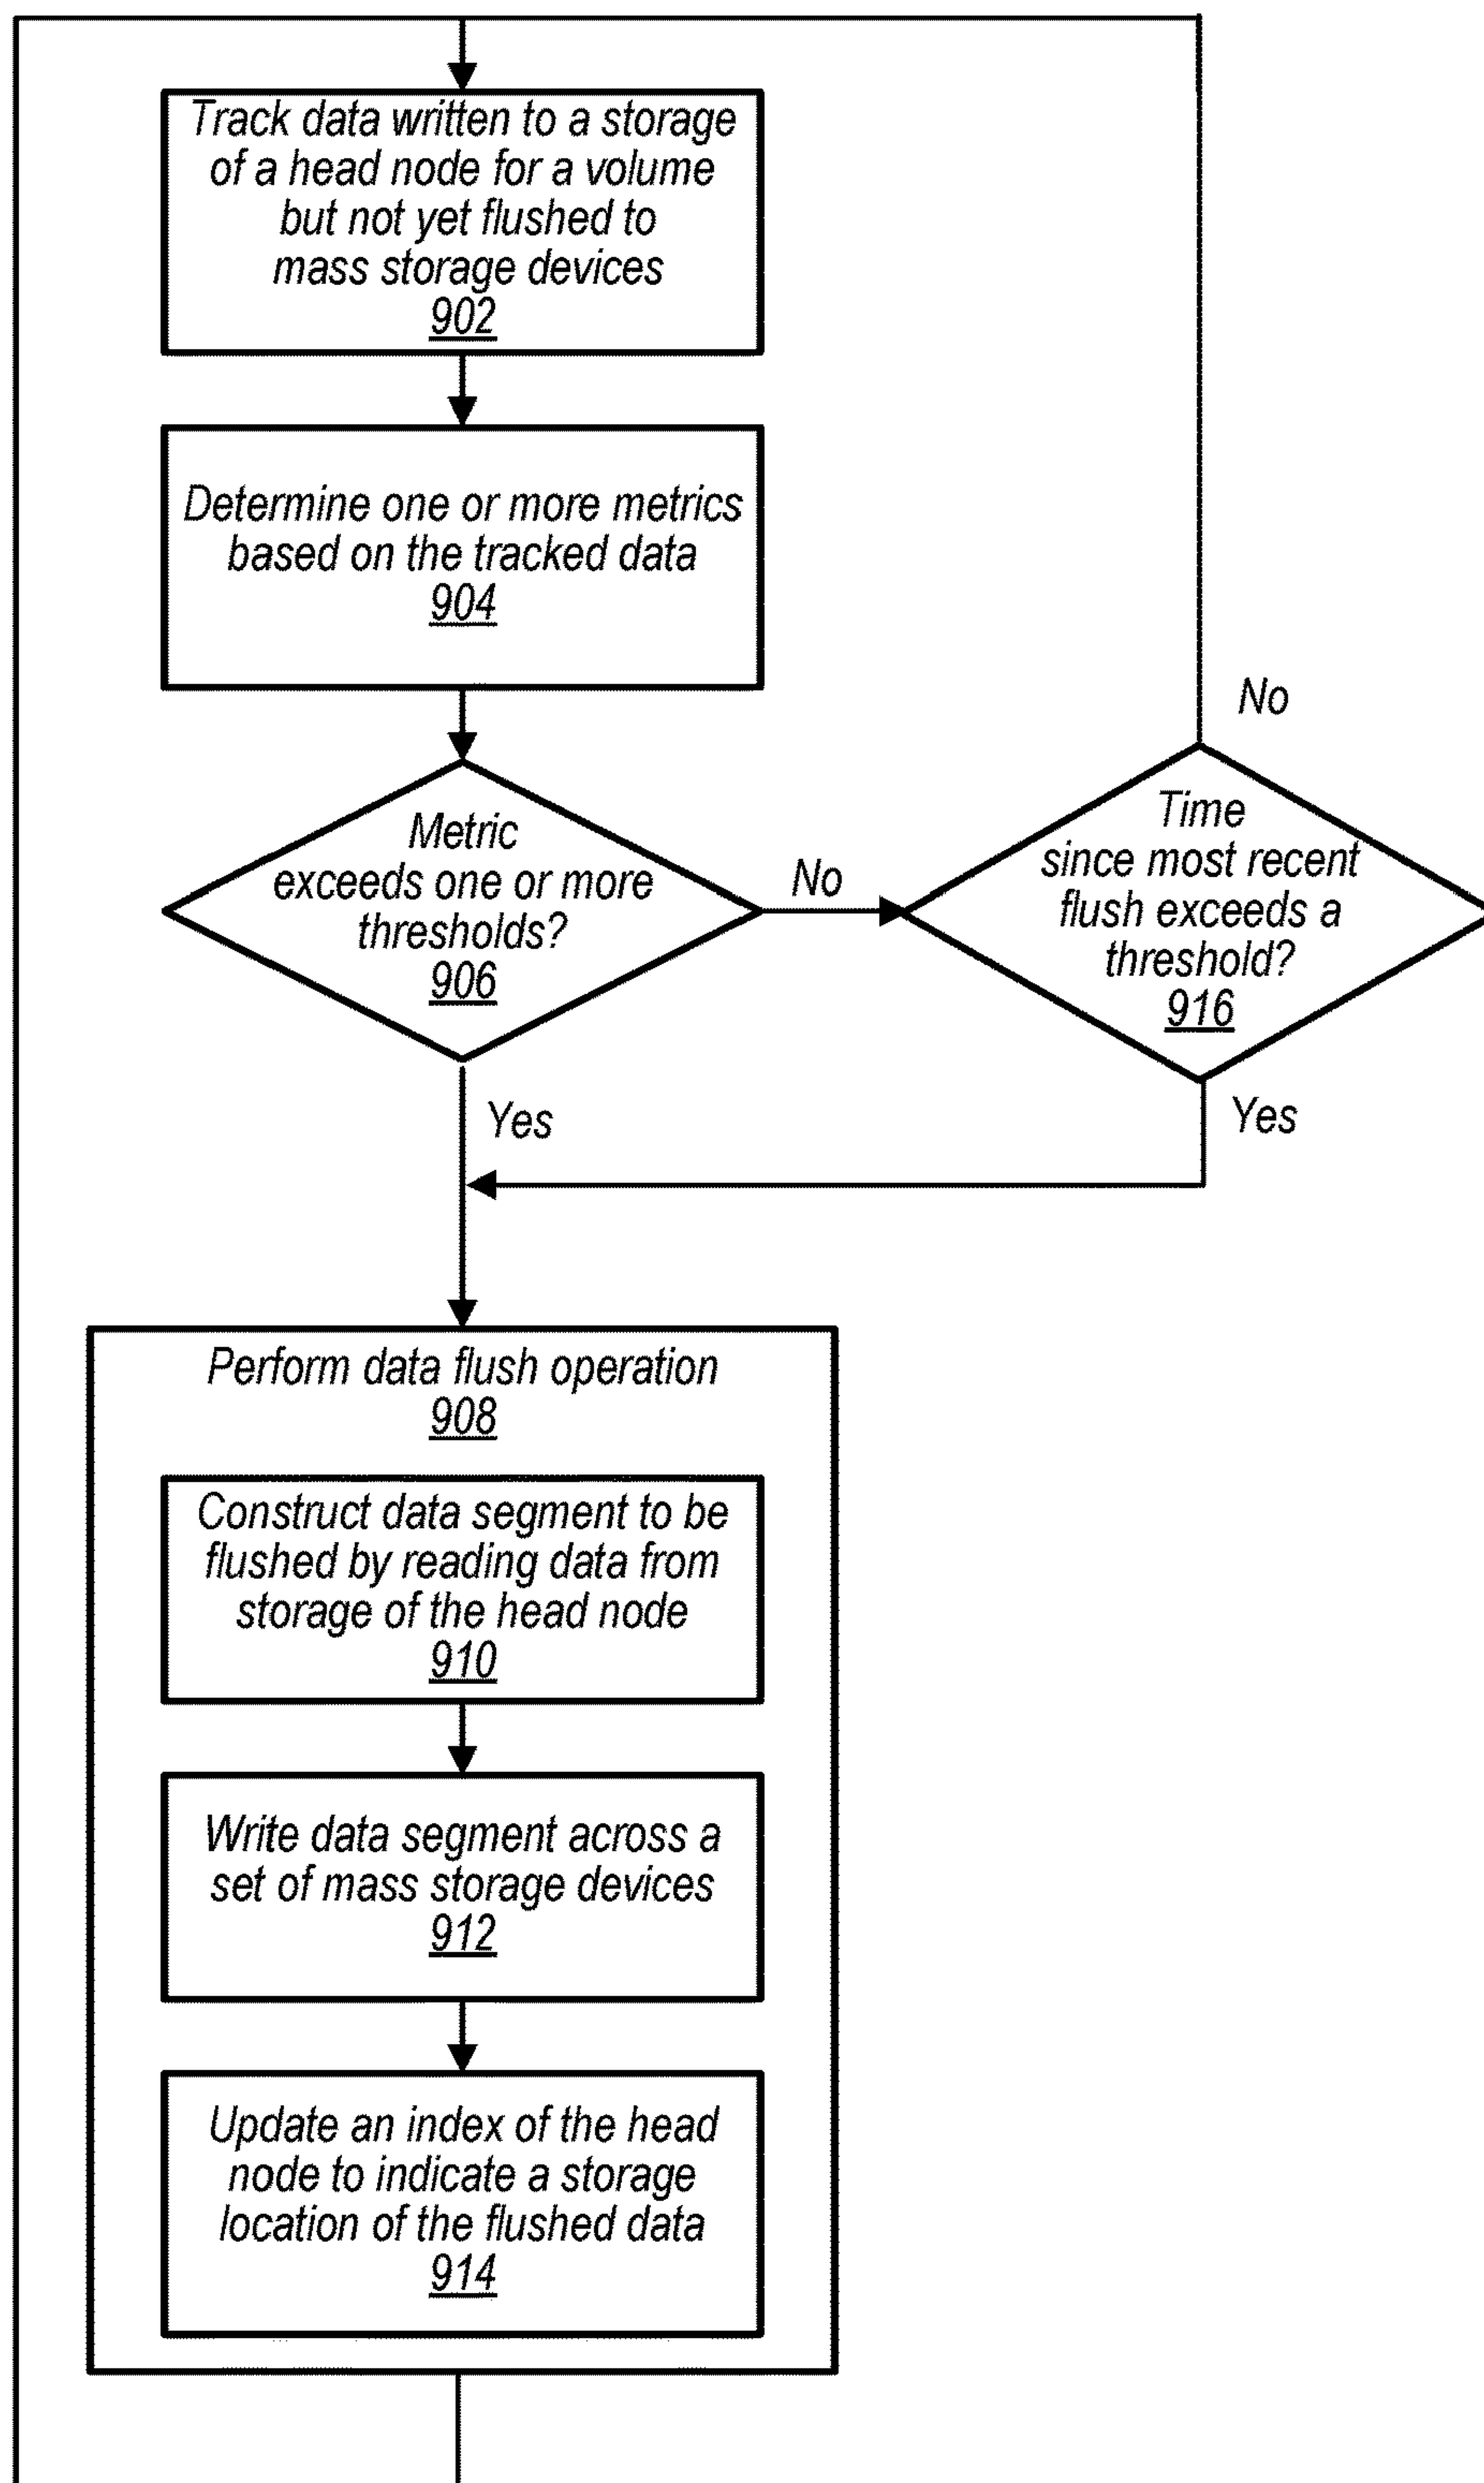 Track data written to a storage
of a head node for a volume
but not yet flushed to
mass storage devices
902
Determine one or more metrics
based on the tracked data
904
No
Metric
exceeds one or more
thresholds?
906
No
Time
since most recent
flush exceeds a
threshold?
916
Yes
Yes
Perform data flush operation
908
Construct data segment to be
flushed by reading data from
storage of the head node
910
Write data segment across a
set of mass storage devices
912
Update an index of the head
node to indicate a storage
location of the flushed data
914